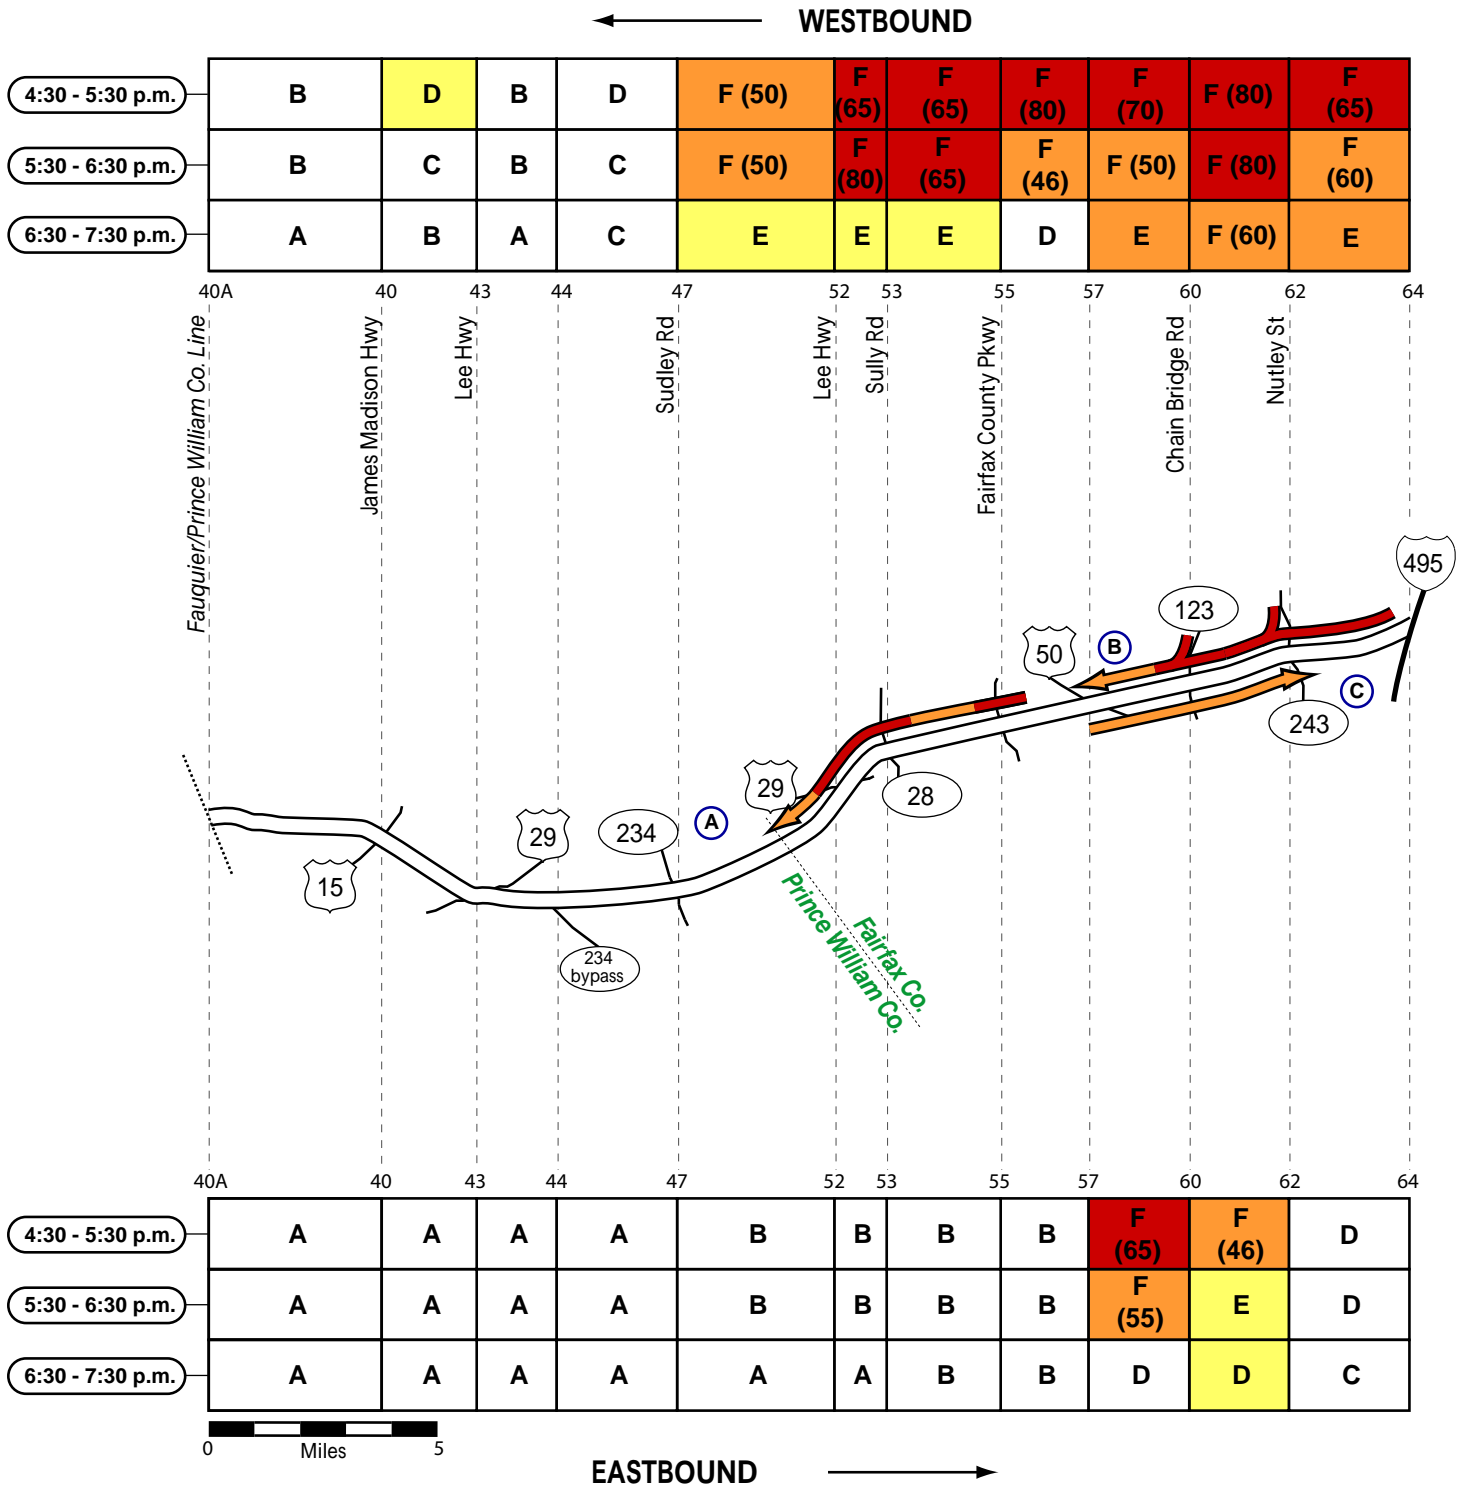 WESTBOUND
4:30 - 5:30 p.m. B D B D F (50) F (65) F (65) F (80) F (70) F (80) F (65)
5:30 - 6:30 p.m. B C B C F (50) F (80) F (65) F (46) F (50) F (80) F (60)
6:30 - 7:30 p.m. A B A C E E E D E F (60) E
40A 40 43 44 47 52 53 55 57 60 62 64
Fauquier/Prince William Co. Line
James Madison Hwy
Lee Hwy
Sudley Rd
Lee Hwy
Sully Rd
Fairfax County Pkwy
Chain Bridge Rd
Nutley St
495
123
50
B
C
243
29
28
A
234
29
15
234
bypass
Fairfax Co.
Prince William Co.
40A 40 43 44 47 52 53 55 57 60 62 64
4:30 - 5:30 p.m. A A A A B B B B F (65) F (46) D
5:30 - 6:30 p.m. A A A A B B B B F (55) E D
6:30 - 7:30 p.m. A A A A A A B B D D C
0 Miles 5
EASTBOUND